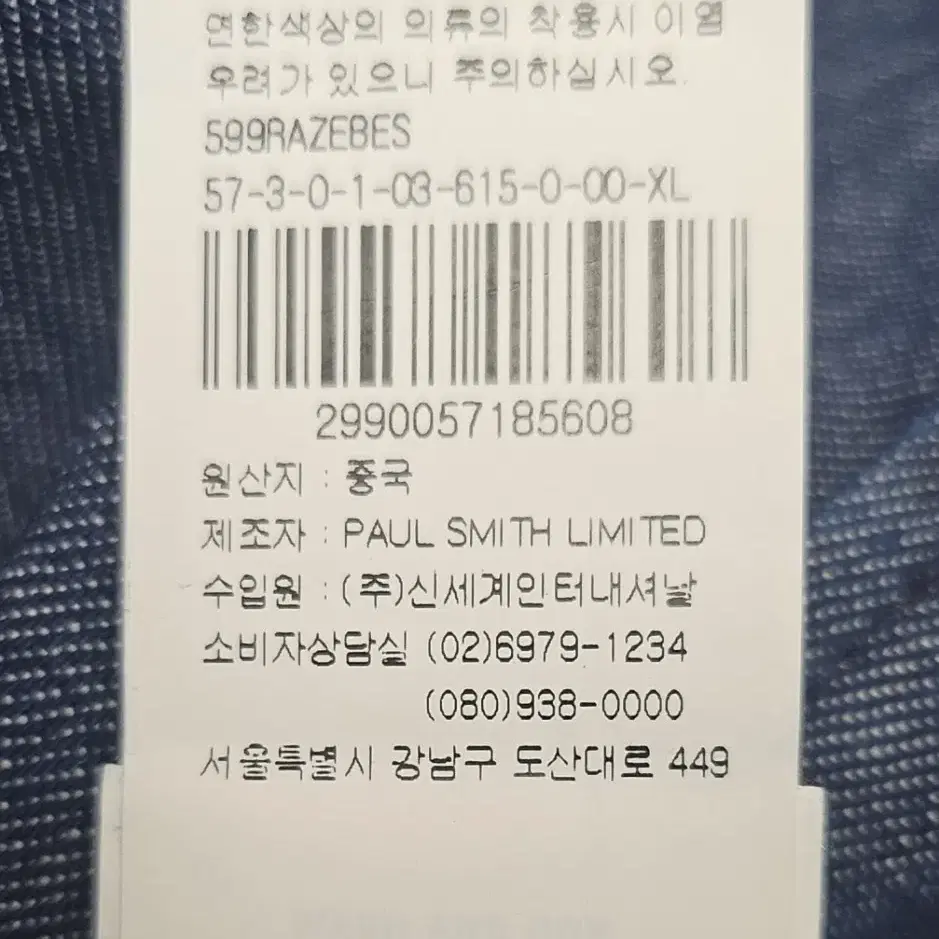 연한색상의 의류의 착용시 이염
우려가 있으니 주의하십시오.
599RAZEBES
57-3-0-1-03-615-0-00-XL
2990057185608
원산지 : 중국
제조자 : PAUL SMITH LIMITED
수입원 : (주)신세계인터내셔날
소비자상담실 (02)6979-1234
(080)938-0000
서울특별시 강남구 도산대로 449